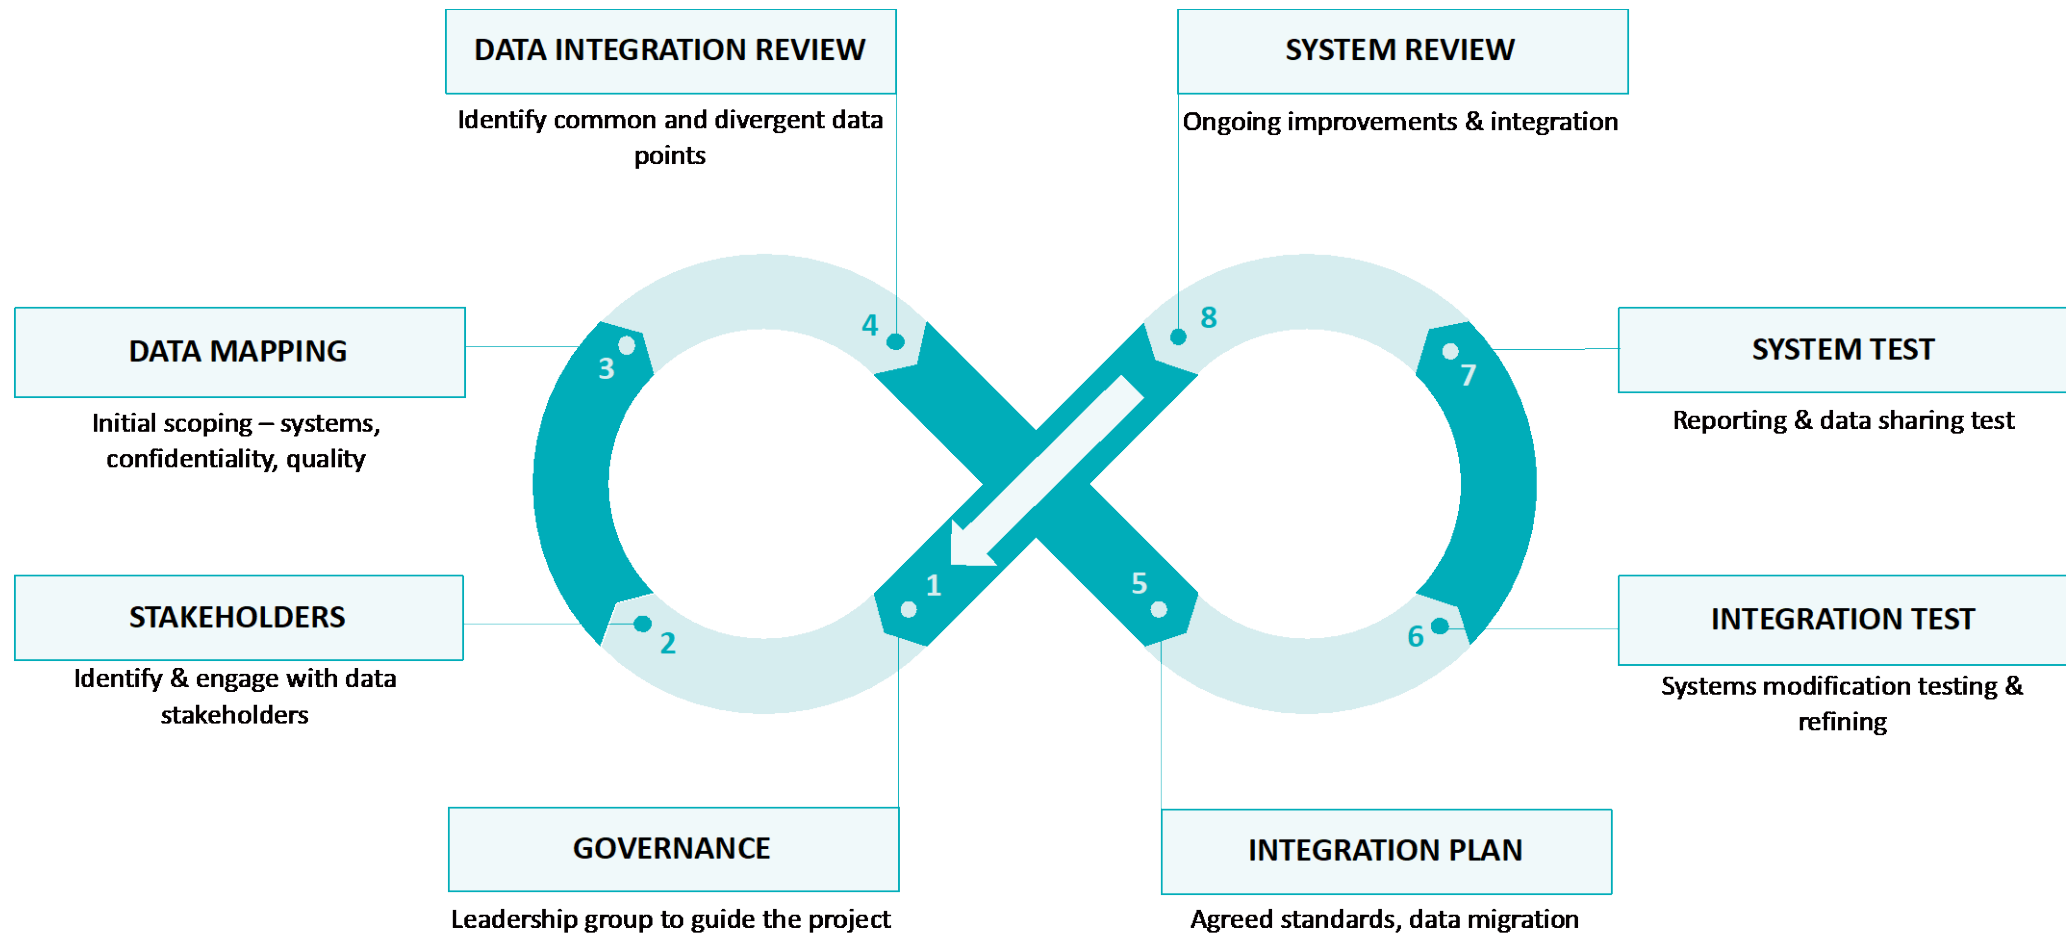 DATA INTEGRATION REVIEW
Identify common and divergent data
points
SYSTEM REVIEW
Ongoing improvements & integration
4
8
DATA MAPPING
Initial scoping – systems,
confidentiality, quality
3
7
SYSTEM TEST
Reporting & data sharing test
STAKEHOLDERS
Identify & engage with data
stakeholders
2
1
5
6
INTEGRATION TEST
Systems modification testing &
refining
GOVERNANCE
Leadership group to guide the project
INTEGRATION PLAN
Agreed standards, data migration